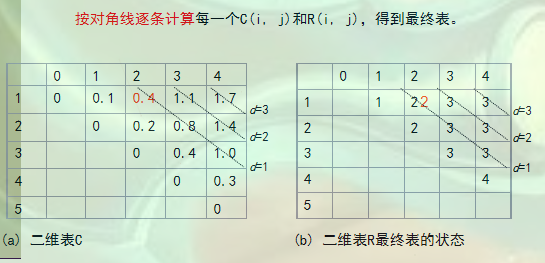 按对角线逐条计算每一个C(i, j)和R(i, j)，得到最终表。
0 1 2 3 4
1 0 0.1 0.4 1.1 1.7
d=3
2 0 0.2 0.8 1.4
d=2
3 0 0.4 1.0
d=1
4 0 0.3
5 0
(a) 二维表C
0 1 2 3 4
1 1 22 3 3
d=3
2 2 3 3
d=2
3 3 3
d=1
4 4
5
(b) 二维表R最终表的状态